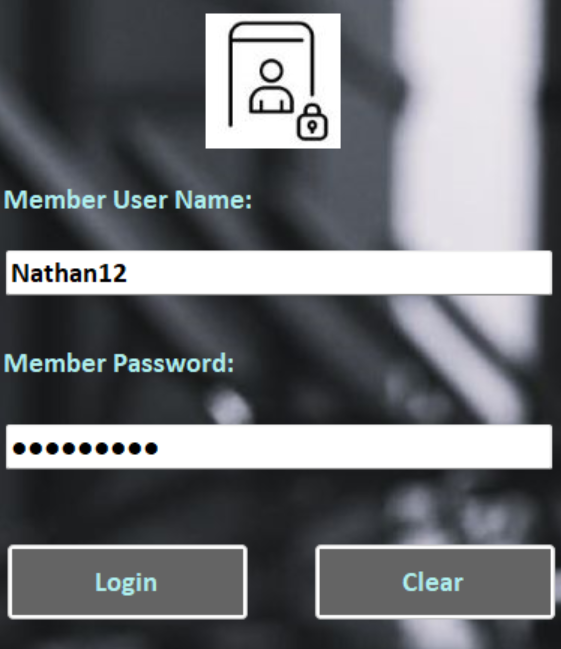 Member User Name:
Nathan12
Member Password:
●●●●●●●●●
Login
Clear